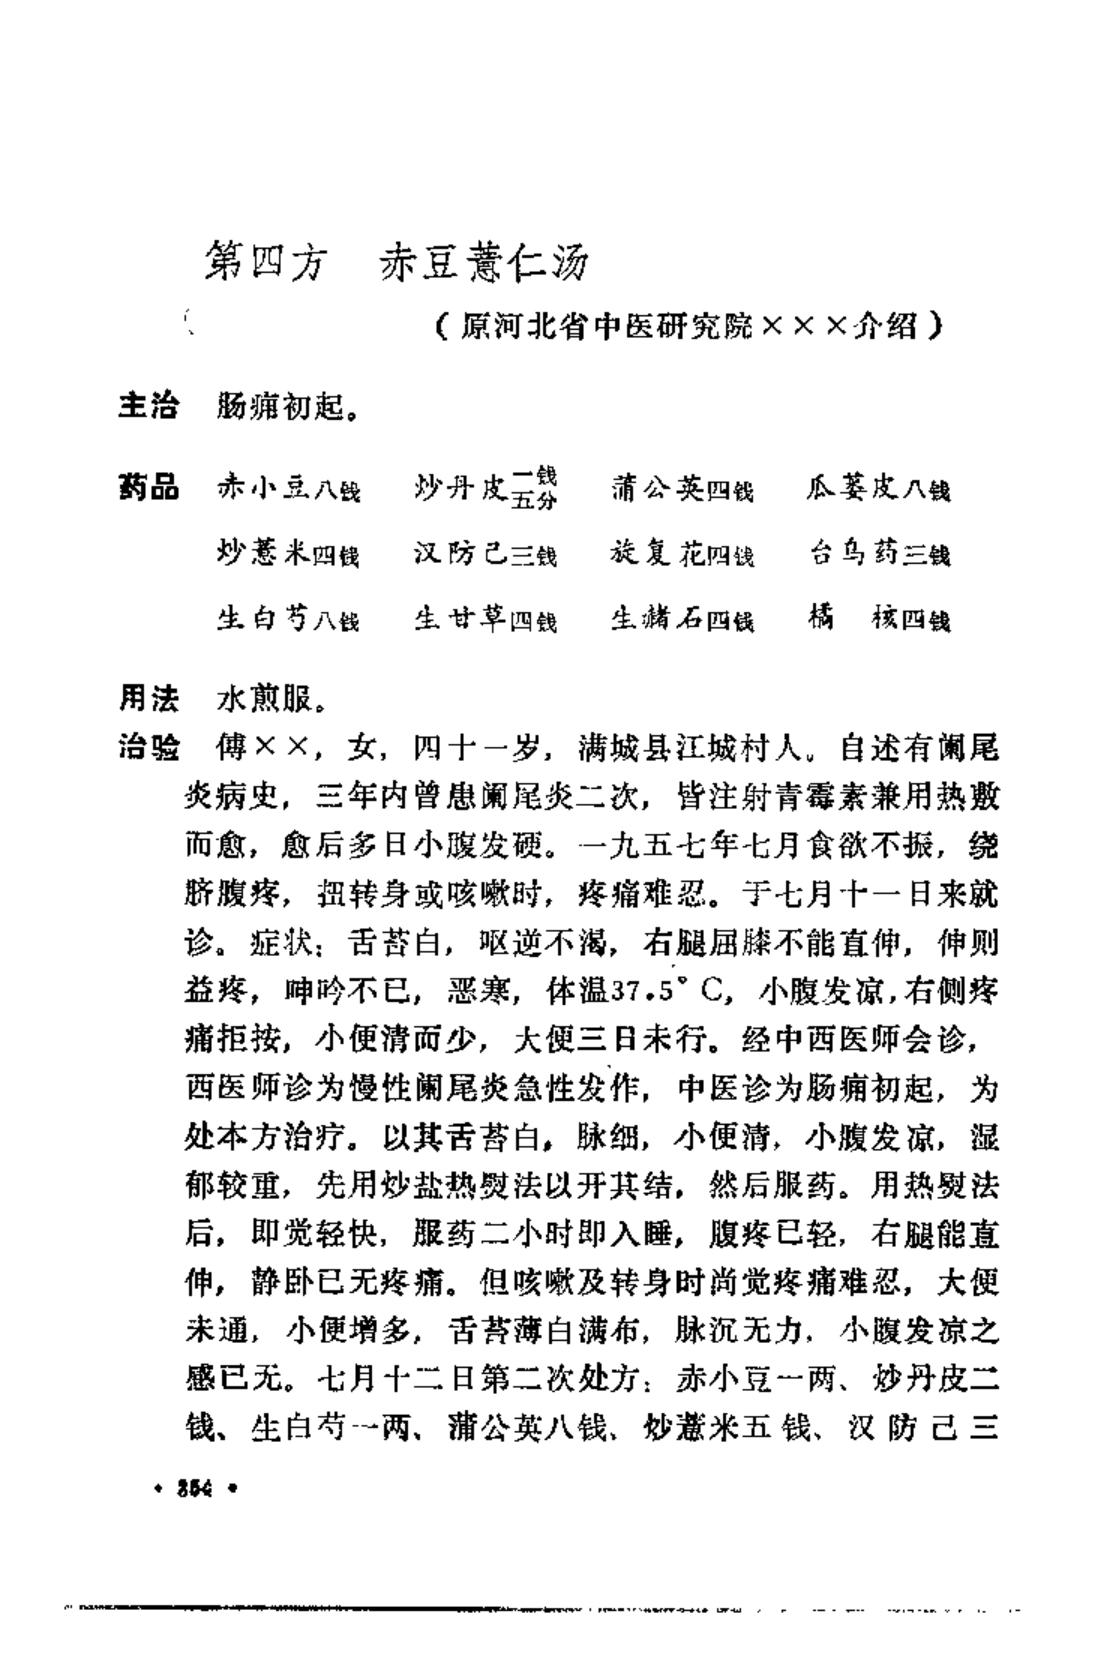 第四方　赤豆薏仁汤
（原河北省中医研究院×××介绍）
主治　肠痈初起。
药品　赤小豆八钱　炒丹皮一钱五分　蒲公英四钱　瓜蒌皮八钱
炒薏米四钱　汉防己三钱　旋复花四钱　台乌药三钱
生白芍八钱　生甘草四钱　生赭石四钱　橘　核四钱
用法　水煎服。
治验　傅××，女，四十一岁，满城县江城村人。自述有阑尾
炎病史，三年内曾患阑尾炎二次，皆注射青霉素兼用热敷
而愈，愈后多日小腹发硬。一九五七年七月食欲不振，绕
脐腹疼，扭转身或咳嗽时，疼痛难忍。于七月十一日来就
诊。症状：舌苔白，呕逆不渴，右腿屈膝不能直伸，伸则
益疼，呻吟不已，恶寒，体温37.5°C，小腹发凉，右侧疼
痛拒按，小便清而少，大便三日未行。经中西医师会诊，
西医师诊为慢性阑尾炎急性发作，中医诊为肠痈初起，为
处本方治疗。以其舌苔白，脉细，小便清，小腹发凉，湿
郁较重，先用炒盐热熨法以开其结，然后服药。用热熨法
后，即觉轻快，服药二小时即入睡，腹疼已轻，右腿能直
伸，静卧已无疼痛。但咳嗽及转身时尚觉疼痛难忍，大便
未通，小便增多，舌苔薄白满布，脉沉无力，小腹发凉之
感已无。七月十二日第二次处方：赤小豆一两、炒丹皮二
钱、生白芍一两、蒲公英八钱、炒薏米五钱、汉防己三
• 354 •